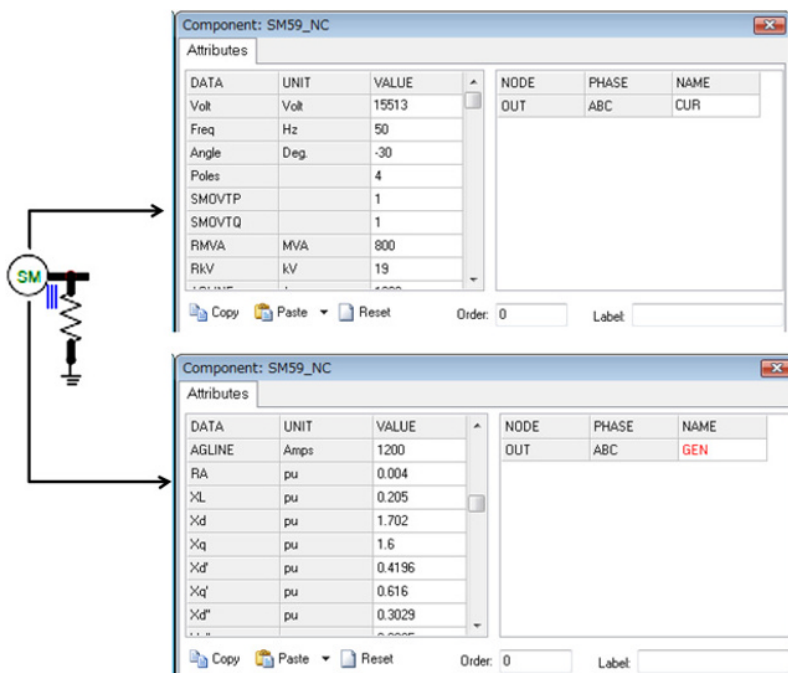 Component: SM59_NC
Attributes
DATA UNIT VALUE NODE PHASE NAME
Volt Volt 15513 OUT ABC CUR
Freq Hz 50
Angle Deg. -30
Poles 4
SMOVTP 1
SMOVTQ 1
RMVA MVA 800
RkV kV 19
Copy Paste Reset Order: 0 Label:
SM
Component: SM59_NC
Attributes
DATA UNIT VALUE NODE PHASE NAME
AGLINE Amps 1200 OUT ABC GEN
RA pu 0.004
XL pu 0.205
Xd pu 1.702
Xq pu 1.6
Xd' pu 0.4196
Xq' pu 0.616
Xd" pu 0.3029
Copy Paste Reset Order: 0 Label: